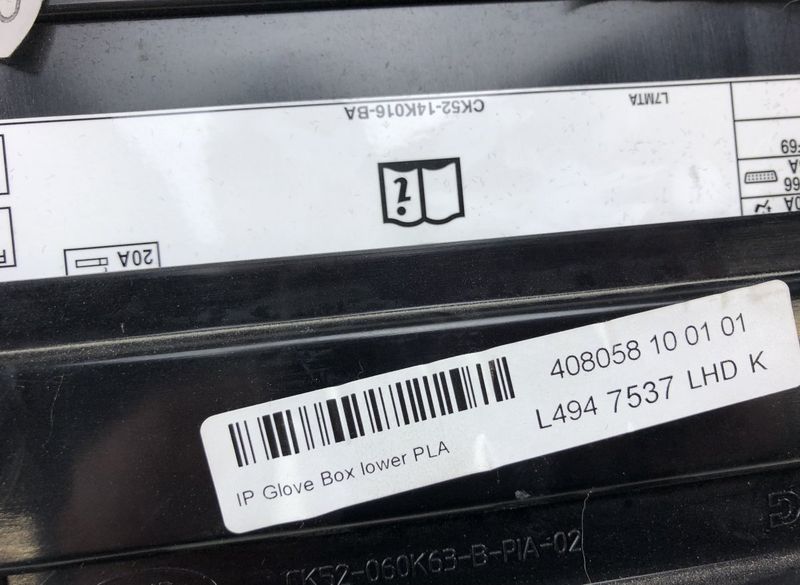 L7MTA
CK52-14K016-BA
20A
408058 10 01 01
L494 7537 LHD K
IP Glove Box lower PLA
CK52-060K63-B-PIA-02